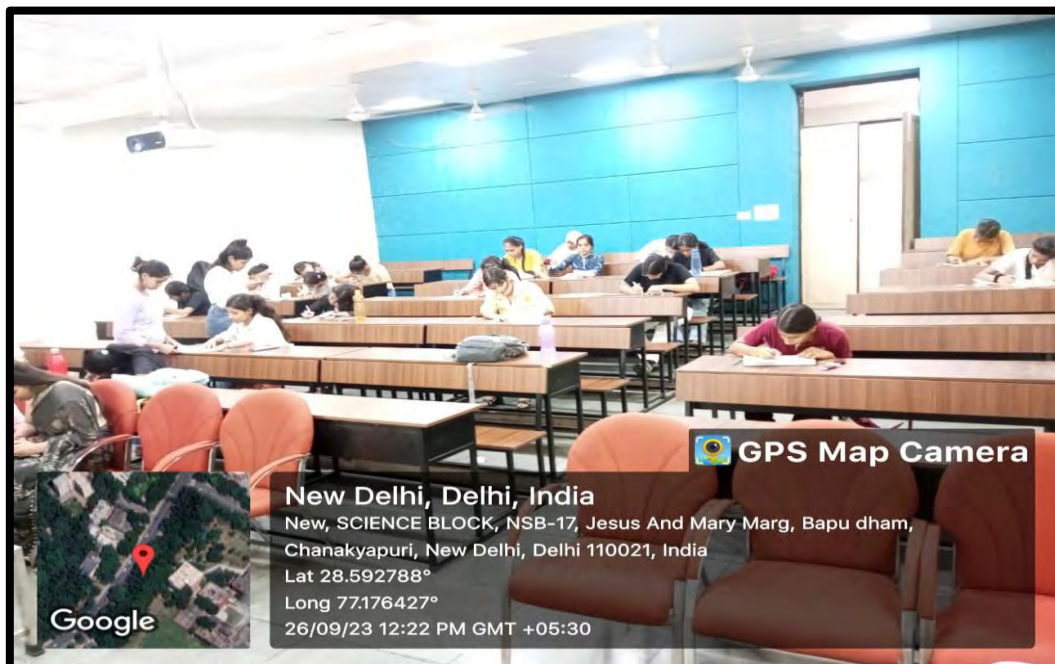 GPS Map Camera
New Delhi, Delhi, India
New, SCIENCE BLOCK, NSB-17, Jesus And Mary Marg, Bapu dham,
Chanakyapuri, New Delhi, Delhi 110021, India
Lat 28.592788°
Long 77.176427°
26/09/23 12:22 PM GMT +05:30
Google